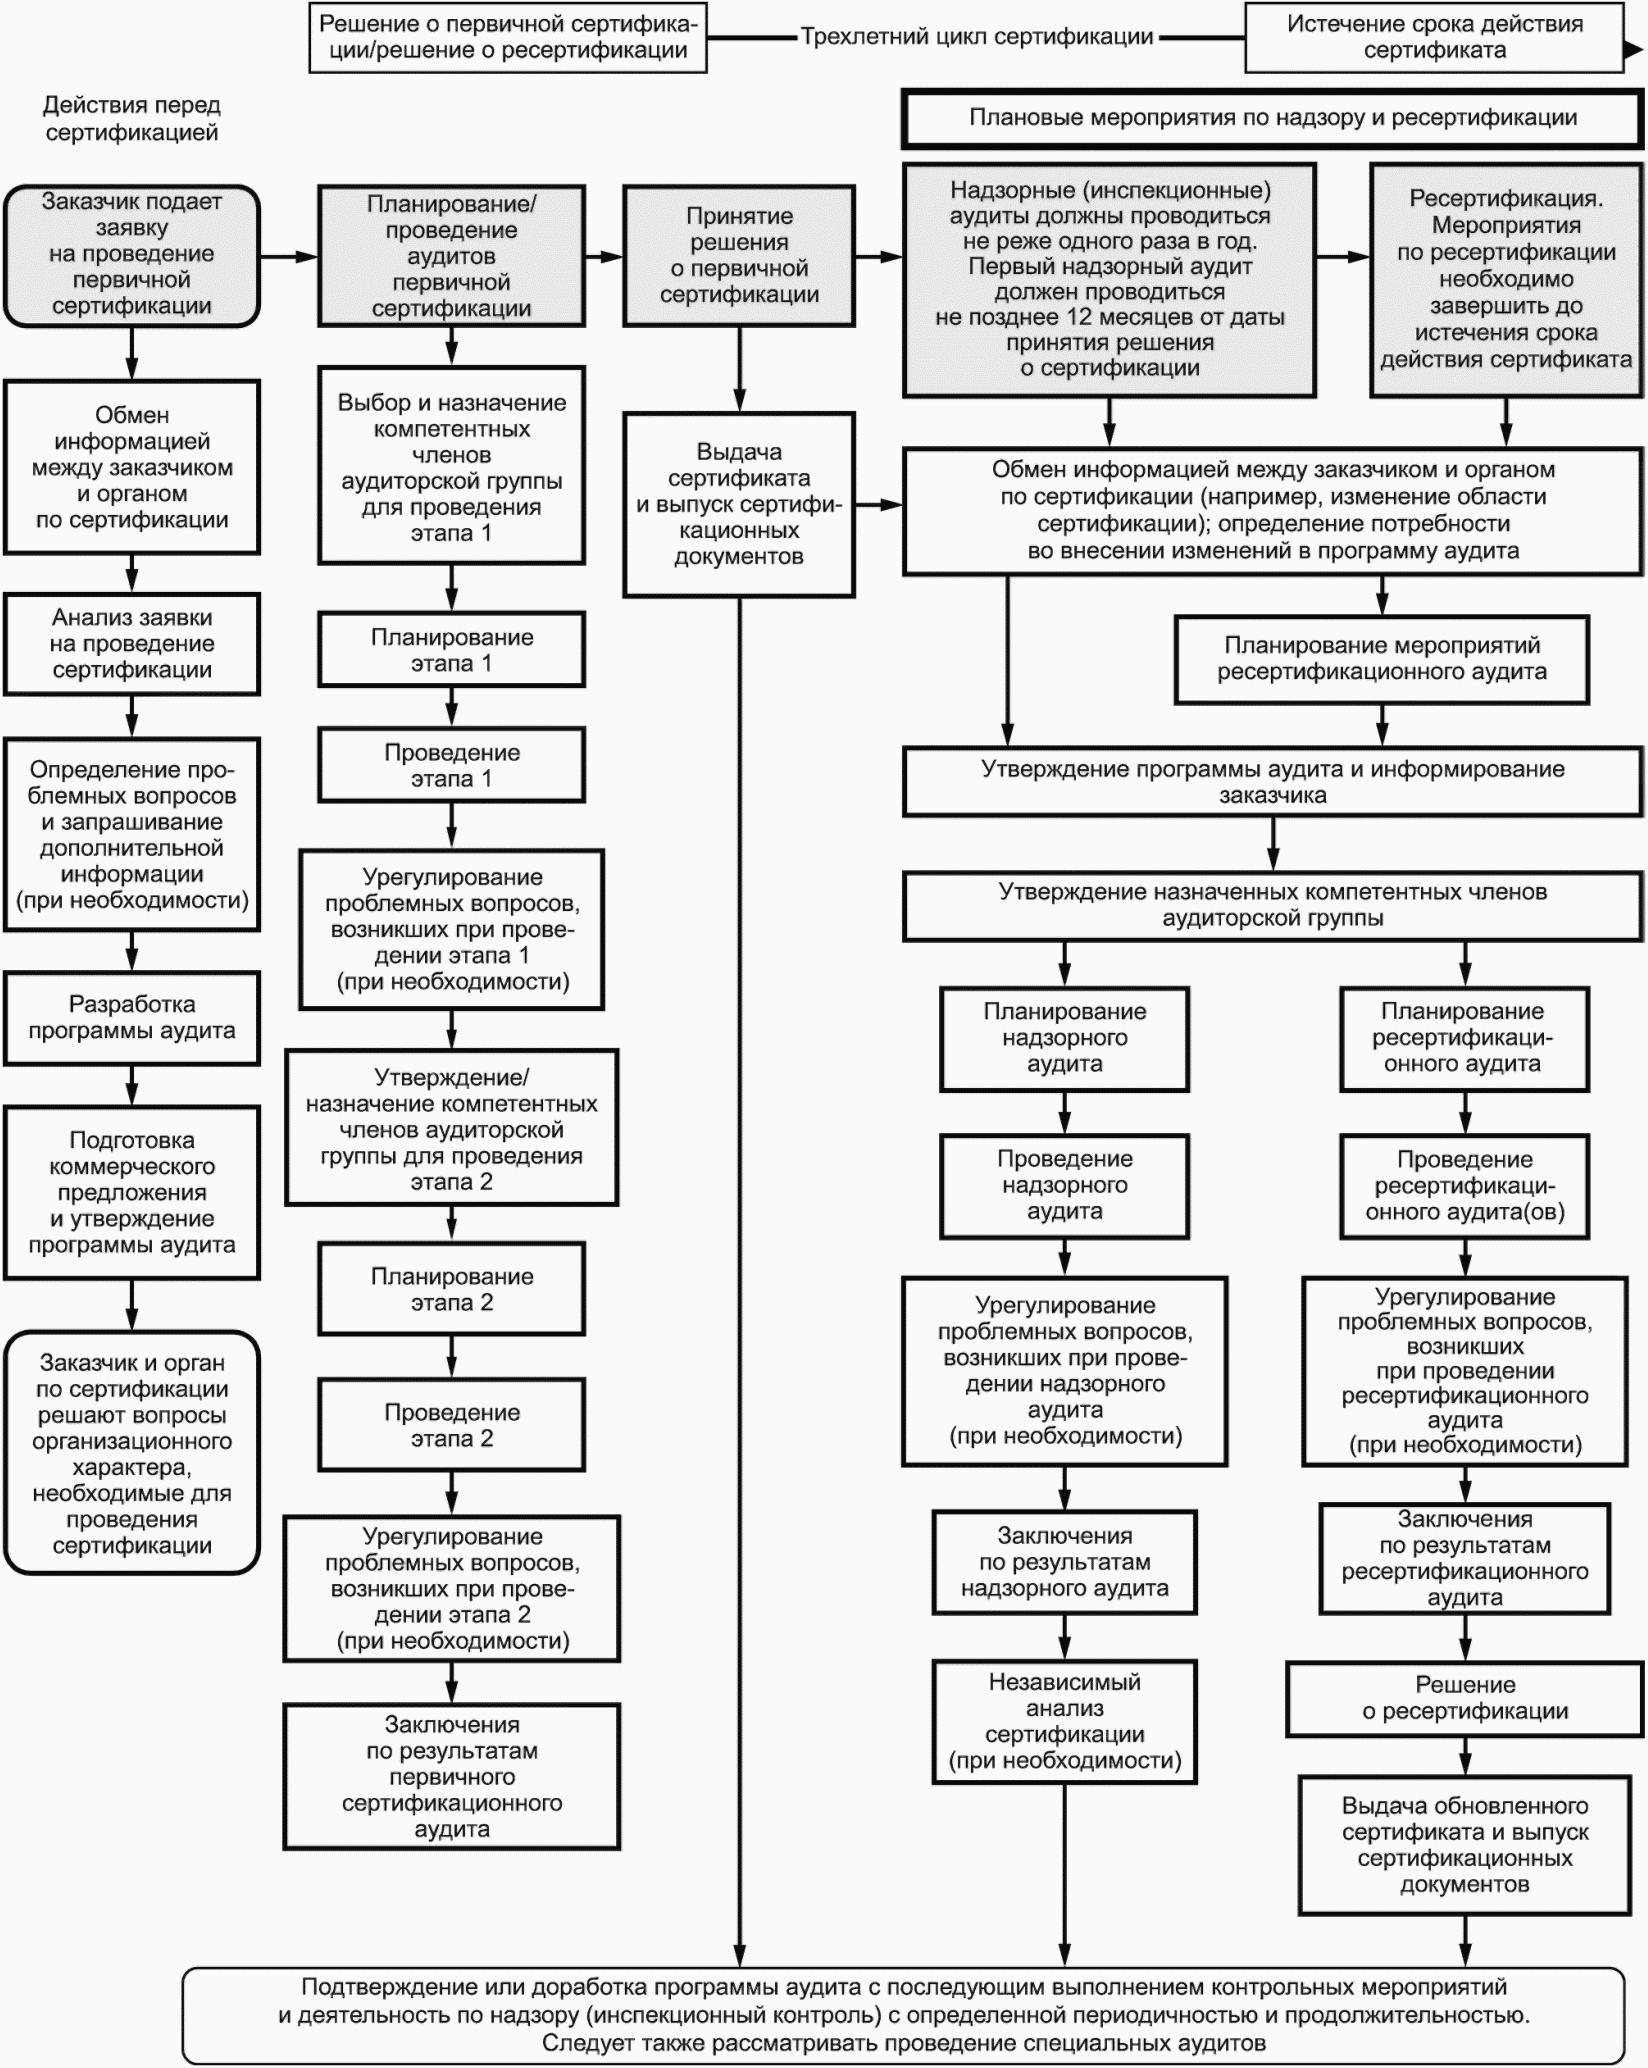 Решение о первичной сертифика-
ции/решение о ресертификации
Трехлетний цикл сертификации
Истечение срока действия
сертификата
Действия перед
сертификацией
Плановые мероприятия по надзору и ресертификации
Заказчик подает
заявку
на проведение
первичной
сертификации
Обмен
информацией
между заказчиком
и органом
по сертификации
Анализ заявки
на проведение
сертификации
Определение про-
блемных вопросов
и запрашивание
дополнительной
информации
(при необходимости)
Разработка
программы аудита
Подготовка
коммерческого
предложения
и утверждение
программы аудита
Заказчик и орган
по сертификации
решают вопросы
организационного
характера,
необходимые для
проведения
сертификации
Планирование/
проведение
аудитов
первичной
сертификации
Выбор и назначение
компетентных
членов
аудиторской группы
для проведения
этапа 1
Планирование
этапа 1
Проведение
этапа 1
Урегулирование
проблемных вопросов,
возникших при прове-
дении этапа 1
(при необходимости)
Утверждение/
назначение компетентных
членов аудиторской
группы для проведения
этапа 2
Планирование
этапа 2
Проведение
этапа 2
Урегулирование
проблемных вопросов,
возникших при прове-
дении этапа 2
(при необходимости)
Заключения
по результатам
первичного
сертификационного
аудита
Принятие
решения
о первичной
сертификации
Выдача
сертификата
и выпуск сертифи-
кационных
документов
Надзорные (инспекционные)
аудиты должны проводиться
не реже одного раза в год.
Первый надзорный аудит
должен проводиться
не позднее 12 месяцев от даты
принятия решения
о сертификации
Ресертификация.
Мероприятия
по ресертификации
необходимо
завершить до
истечения срока
действия сертификата
Обмен информацией между заказчиком и органом
по сертификации (например, изменение области
сертификации); определение потребности
во внесении изменений в программу аудита
Планирование мероприятий
ресертификационного аудита
Утверждение программы аудита и информирование
заказчика
Утверждение назначенных компетентных членов
аудиторской группы
Планирование
надзорного
аудита
Проведение
надзорного
аудита
Урегулирование
проблемных вопросов,
возникших при прове-
дении надзорного
аудита
(при необходимости)
Заключения
по результатам
надзорного аудита
Независимый
анализ
сертификации
(при необходимости)
Планирование
ресертификаци-
онного аудита
Проведение
ресертификаци-
онного аудита(ов)
Урегулирование
проблемных вопросов,
возникших
при проведении
ресертификационного
аудита
(при необходимости)
Заключения
по результатам
ресертификационного
аудита
Решение
о ресертификации
Выдача обновленного
сертификата и выпуск
сертификационных
документов
Подтверждение или доработка программы аудита с последующим выполнением контрольных мероприятий
и деятельность по надзору (инспекционный контроль) с определенной периодичностью и продолжительностью.
Следует также рассматривать проведение специальных аудитов